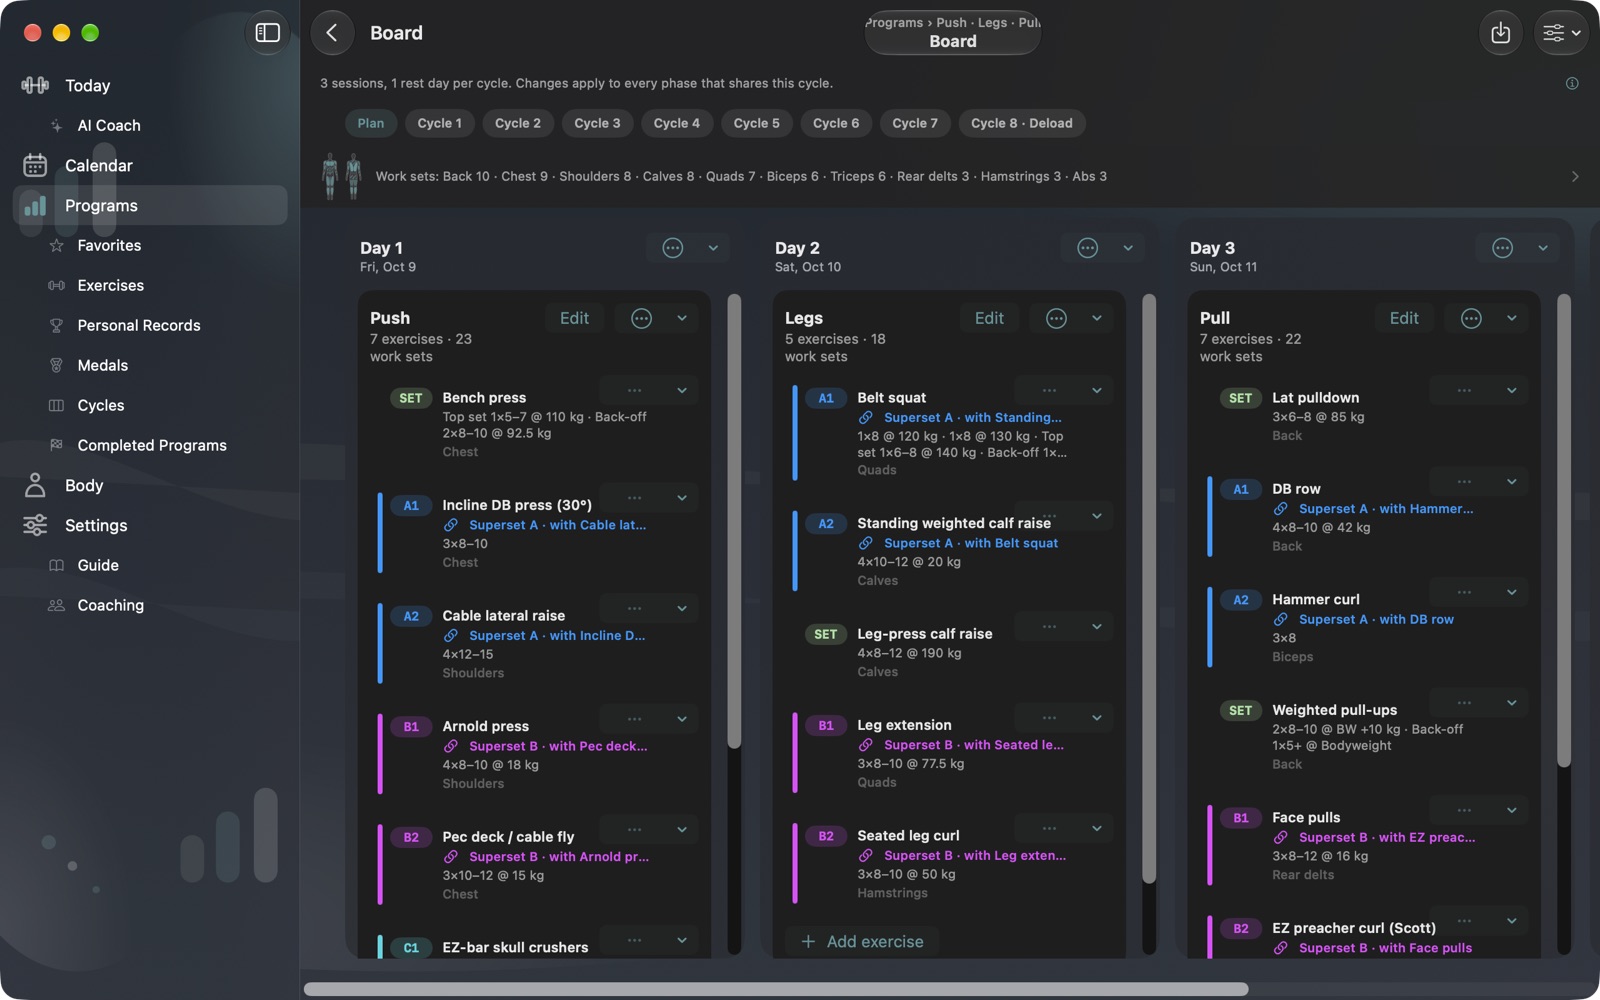 Board
Programs › Push · Legs · Pul
Board
Today
AI Coach
Calendar
Programs
Favorites
Exercises
Personal Records
Medals
Cycles
Completed Programs
Body
Settings
Guide
Coaching
3 sessions, 1 rest day per cycle. Changes apply to every phase that shares this cycle.
Plan
Cycle 1
Cycle 2
Cycle 3
Cycle 4
Cycle 5
Cycle 6
Cycle 7
Cycle 8 · Deload
Work sets: Back 10 · Chest 9 · Shoulders 8 · Calves 8 · Quads 7 · Biceps 6 · Triceps 6 · Rear delts 3 · Hamstrings 3 · Abs 3
Day 1
Fri, Oct 9
Push
Edit
7 exercises · 23
work sets
SET
Bench press
Top set 1×5–7 @ 110 kg · Back-off
2×8–10 @ 92.5 kg
Chest
A1
Incline DB press (30°)
Superset A · with Cable lat...
3×8–10
Chest
A2
Cable lateral raise
Superset A · with Incline D...
4×12–15
Shoulders
B1
Arnold press
Superset B · with Pec deck...
4×8–10 @ 18 kg
Shoulders
B2
Pec deck / cable fly
Superset B · with Arnold pr...
3×10–12 @ 15 kg
Chest
C1
EZ-bar skull crushers
Day 2
Sat, Oct 10
Legs
Edit
5 exercises · 18
work sets
A1
Belt squat
Superset A · with Standing...
1×8 @ 120 kg · 1×8 @ 130 kg · Top
set 1×6–8 @ 140 kg · Back-off 1×...
Quads
A2
Standing weighted calf raise
Superset A · with Belt squat
4×10–12 @ 20 kg
Calves
SET
Leg-press calf raise
4×8–12 @ 190 kg
Calves
B1
Leg extension
Superset B · with Seated le...
3×8–10 @ 77.5 kg
Quads
B2
Seated leg curl
Superset B · with Leg exten...
3×8–10 @ 50 kg
Hamstrings
+ Add exercise
Day 3
Sun, Oct 11
Pull
Edit
7 exercises · 22
work sets
SET
Lat pulldown
3×6–8 @ 85 kg
Back
A1
DB row
Superset A · with Hammer...
4×8–10 @ 42 kg
Back
A2
Hammer curl
Superset A · with DB row
3×8
Biceps
SET
Weighted pull-ups
2×8–10 @ BW +10 kg · Back-off
1×5+ @ Bodyweight
Back
B1
Face pulls
Superset B · with EZ preac...
3×8–12 @ 16 kg
Rear delts
B2
EZ preacher curl (Scott)
Superset B · with Face pulls